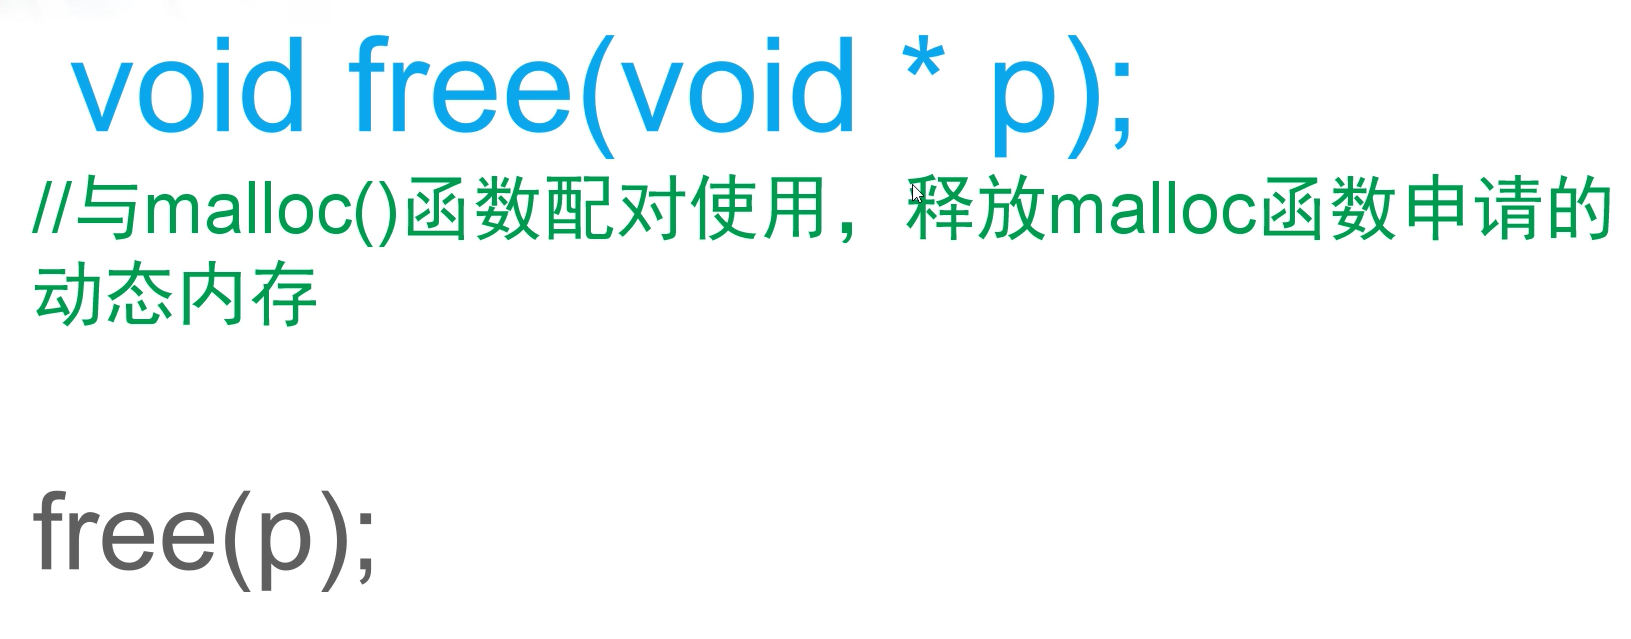 void free(void * p);
//与malloc()函数配对使用，释放malloc函数申请的
动态内存
free(p);